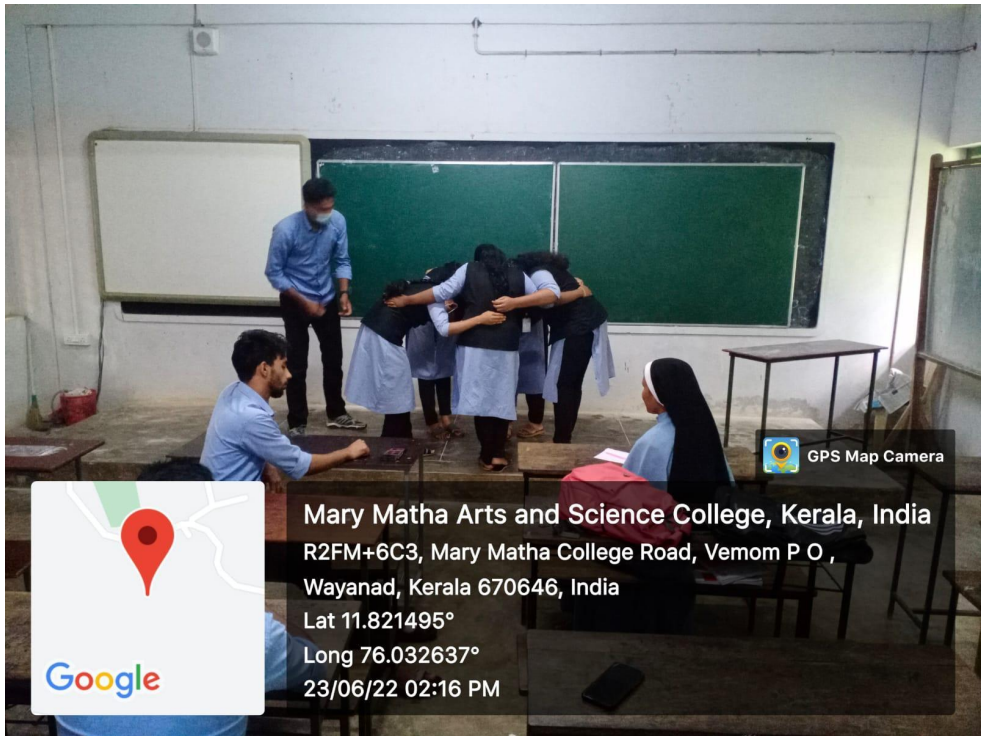 GPS Map Camera
Mary Matha Arts and Science College, Kerala, India
R2FM+6C3, Mary Matha College Road, Vemom P O ,
Wayanad, Kerala 670646, India
Lat 11.821495°
Long 76.032637°
23/06/22 02:16 PM
Google